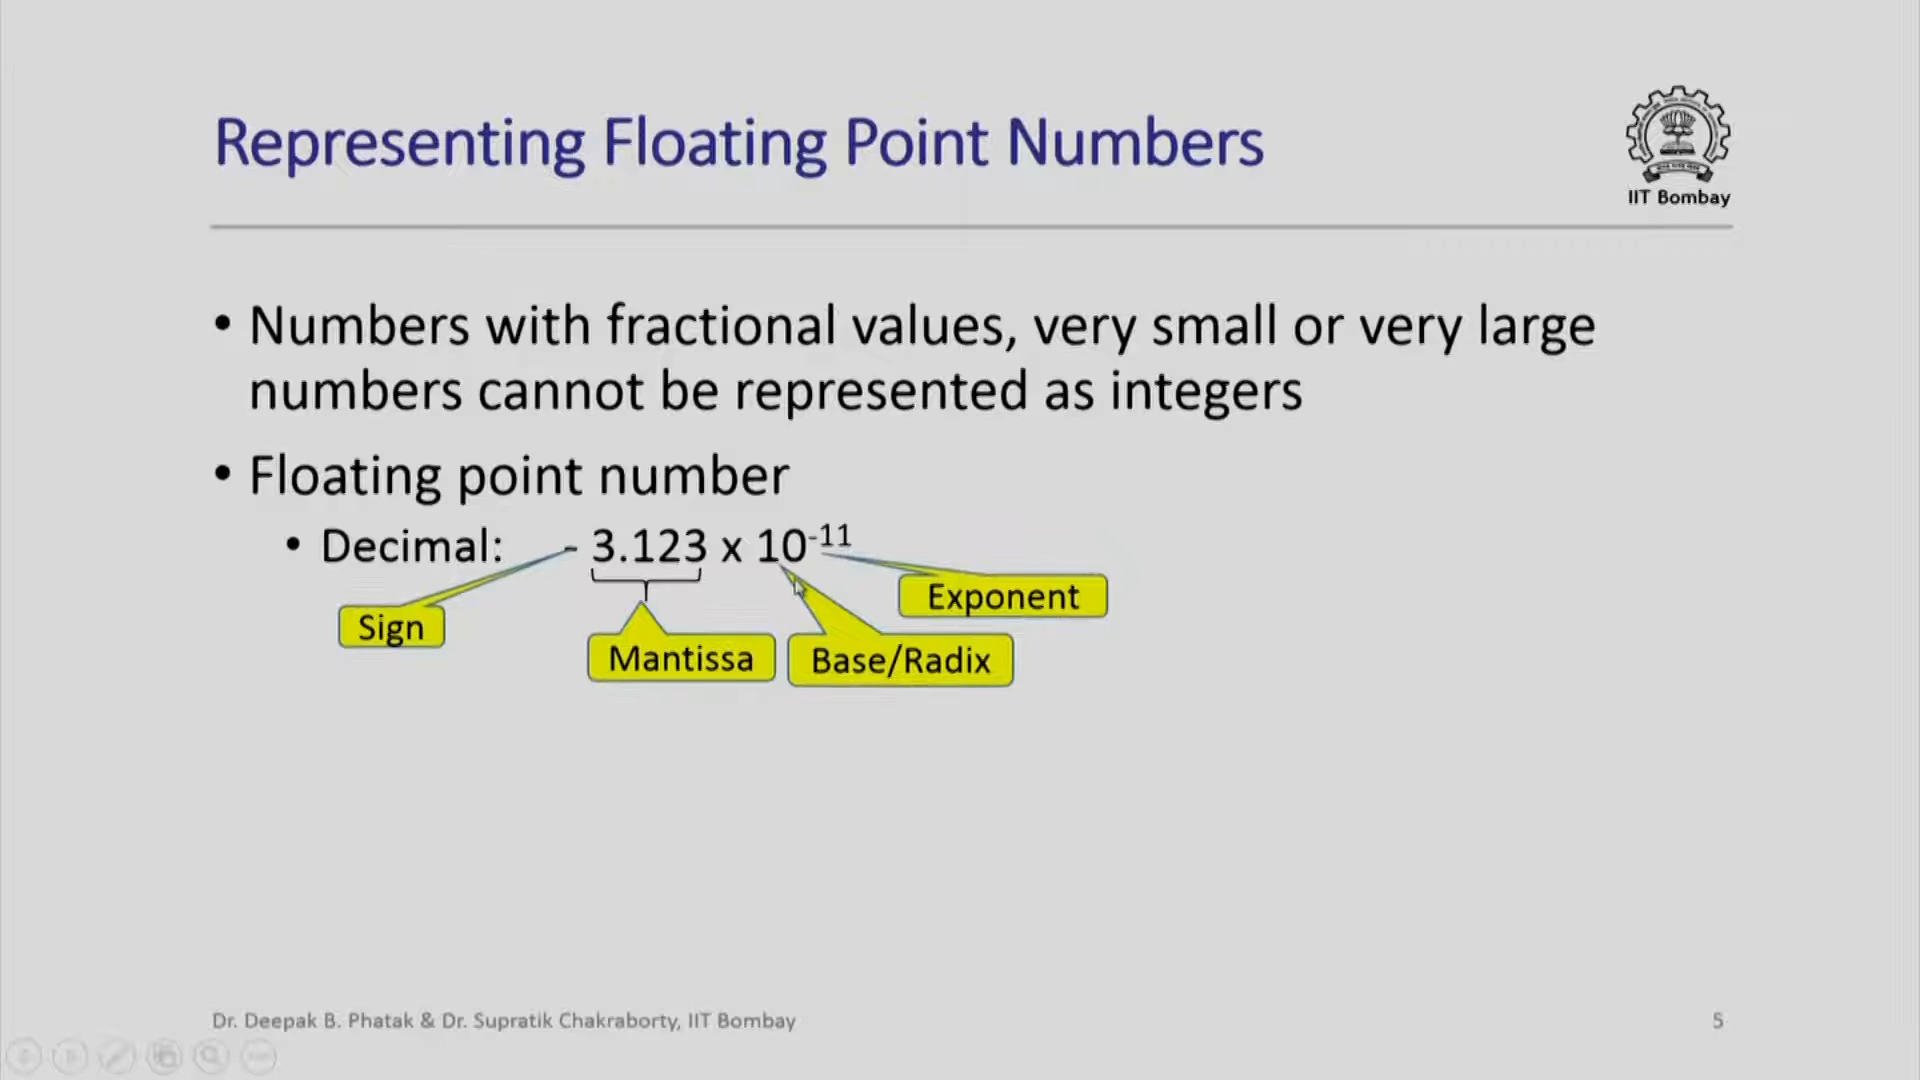 Representing Floating Point Numbers
IIT Bombay
• Numbers with fractional values, very small or very large
numbers cannot be represented as integers
• Floating point number
• Decimal: - 3.123 x 10⁻¹¹
Exponent
Sign
Mantissa
Base/Radix
Dr. Deepak B. Phatak & Dr. Supratik Chakraborty, IIT Bombay
5